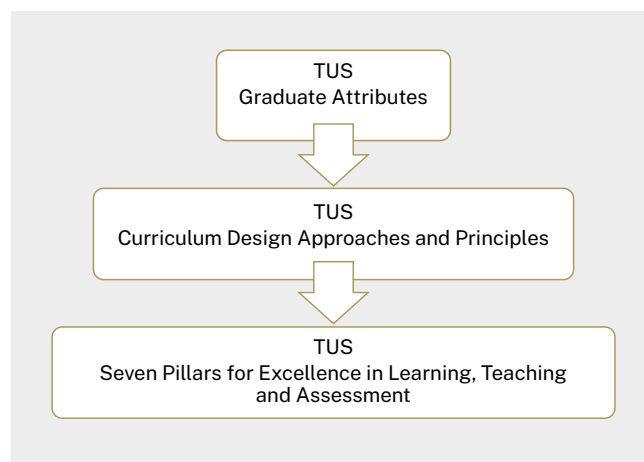 TUS
Graduate Attributes
TUS
Curriculum Design Approaches and Principles
TUS
Seven Pillars for Excellence in Learning, Teaching
and Assessment